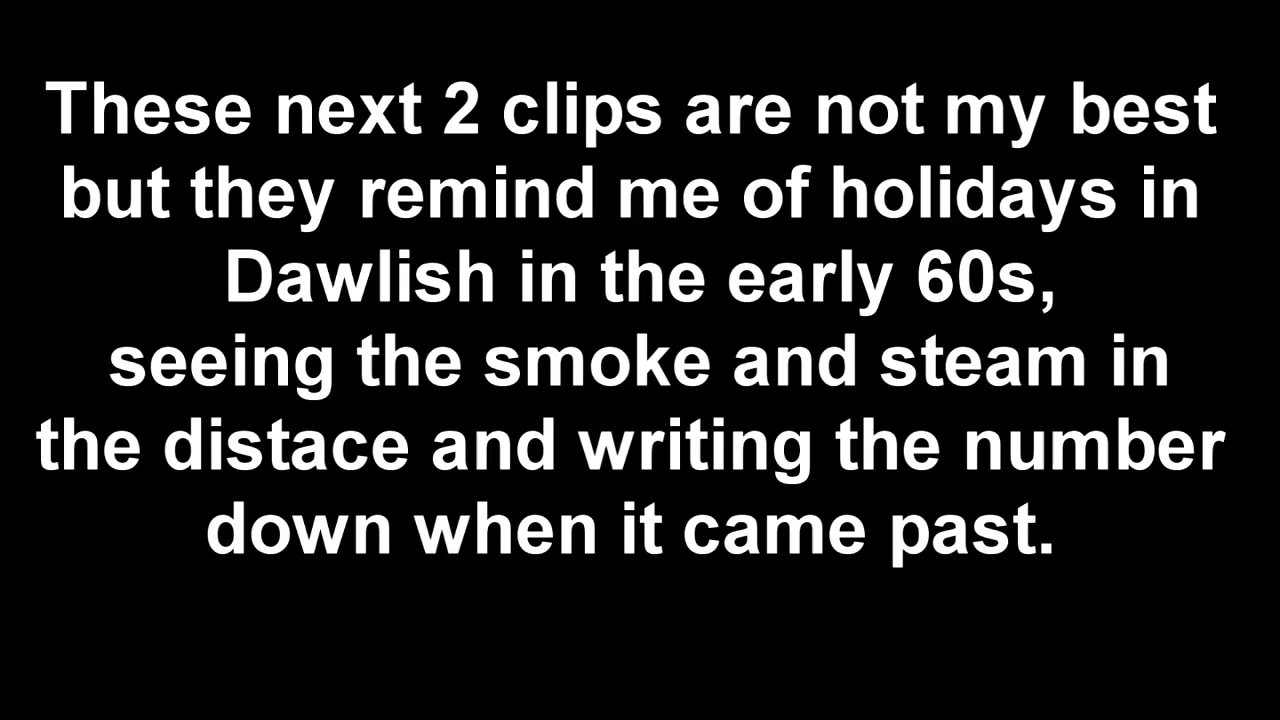 These next 2 clips are not my best
but they remind me of holidays in
Dawlish in the early 60s,
seeing the smoke and steam in
the distace and writing the number
down when it came past.